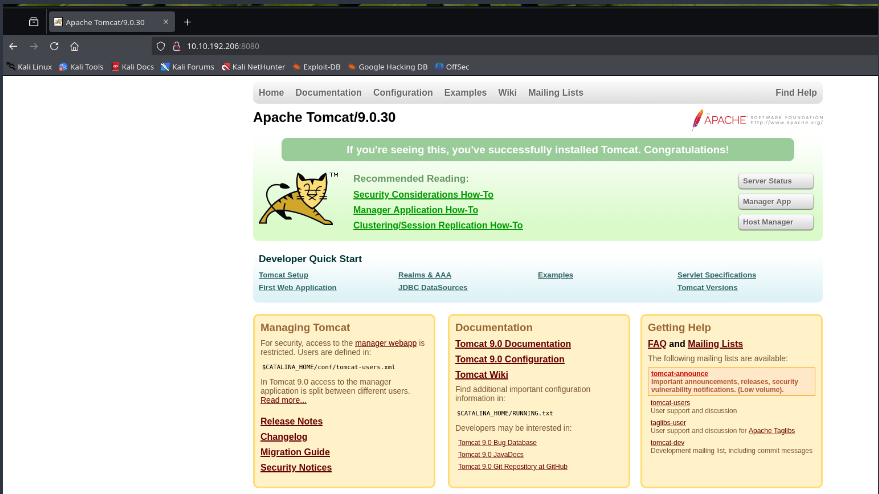 Apache Tomcat/9.0.30
10.10.192.206:8080
Kali Linux Kali Tools Kali Docs Kali Forums Kali NetHunter Exploit-DB Google Hacking DB OffSec
Home Documentation Configuration Examples Wiki Mailing Lists Find Help
Apache Tomcat/9.0.30
APACHE SOFTWARE FOUNDATION
http://www.apache.org/
If you're seeing this, you've successfully installed Tomcat. Congratulations!
TM
Recommended Reading:
Security Considerations How-To
Manager Application How-To
Clustering/Session Replication How-To
Server Status
Manager App
Host Manager
Developer Quick Start
Tomcat Setup Realms & AAA Examples Servlet Specifications
First Web Application JDBC DataSources Tomcat Versions
Managing Tomcat
For security, access to the manager webapp is
restricted. Users are defined in:
$CATALINA_HOME/conf/tomcat-users.xml
In Tomcat 9.0 access to the manager
application is split between different users.
Read more...
Release Notes
Changelog
Migration Guide
Security Notices
Documentation
Tomcat 9.0 Documentation
Tomcat 9.0 Configuration
Tomcat Wiki
Find additional important configuration
information in:
$CATALINA_HOME/RUNNING.txt
Developers may be interested in:
Tomcat 9.0 Bug Database
Tomcat 9.0 JavaDocs
Tomcat 9.0 Git Repository at GitHub
Getting Help
FAQ and Mailing Lists
The following mailing lists are available:
tomcat-announce
Important announcements, releases, security
vulnerability notifications. (Low volume).
tomcat-users
User support and discussion
taglibs-user
User support and discussion for Apache Taglibs
tomcat-dev
Development mailing list, including commit messages